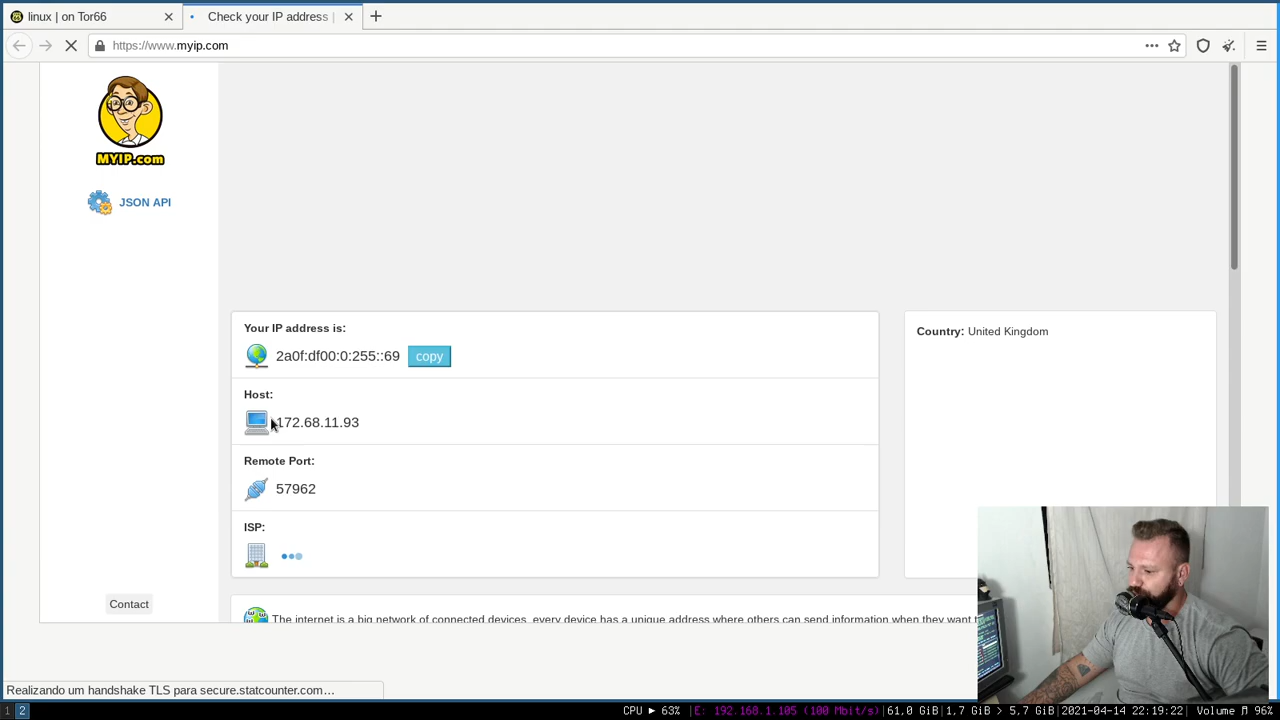 linux | on Tor66
Check your IP address |
https://www.myip.com
MYIP.com
JSON API
Your IP address is:
2a0f:df00:0:255::69
copy
Host:
172.68.11.93
Remote Port:
57962
ISP:
Country: United Kingdom
Contact
The internet is a big network of connected devices, every device has a unique address where others can send information when they want
Realizando um handshake TLS para secure.statcounter.com…
1 2
CPU ► 63% |E: 192.168.1.105 (100 Mbit/s)|61,0 GiB|1,7 GiB > 5,7 GiB|2021-04-14 22:19:22|Volume ♬ 96%